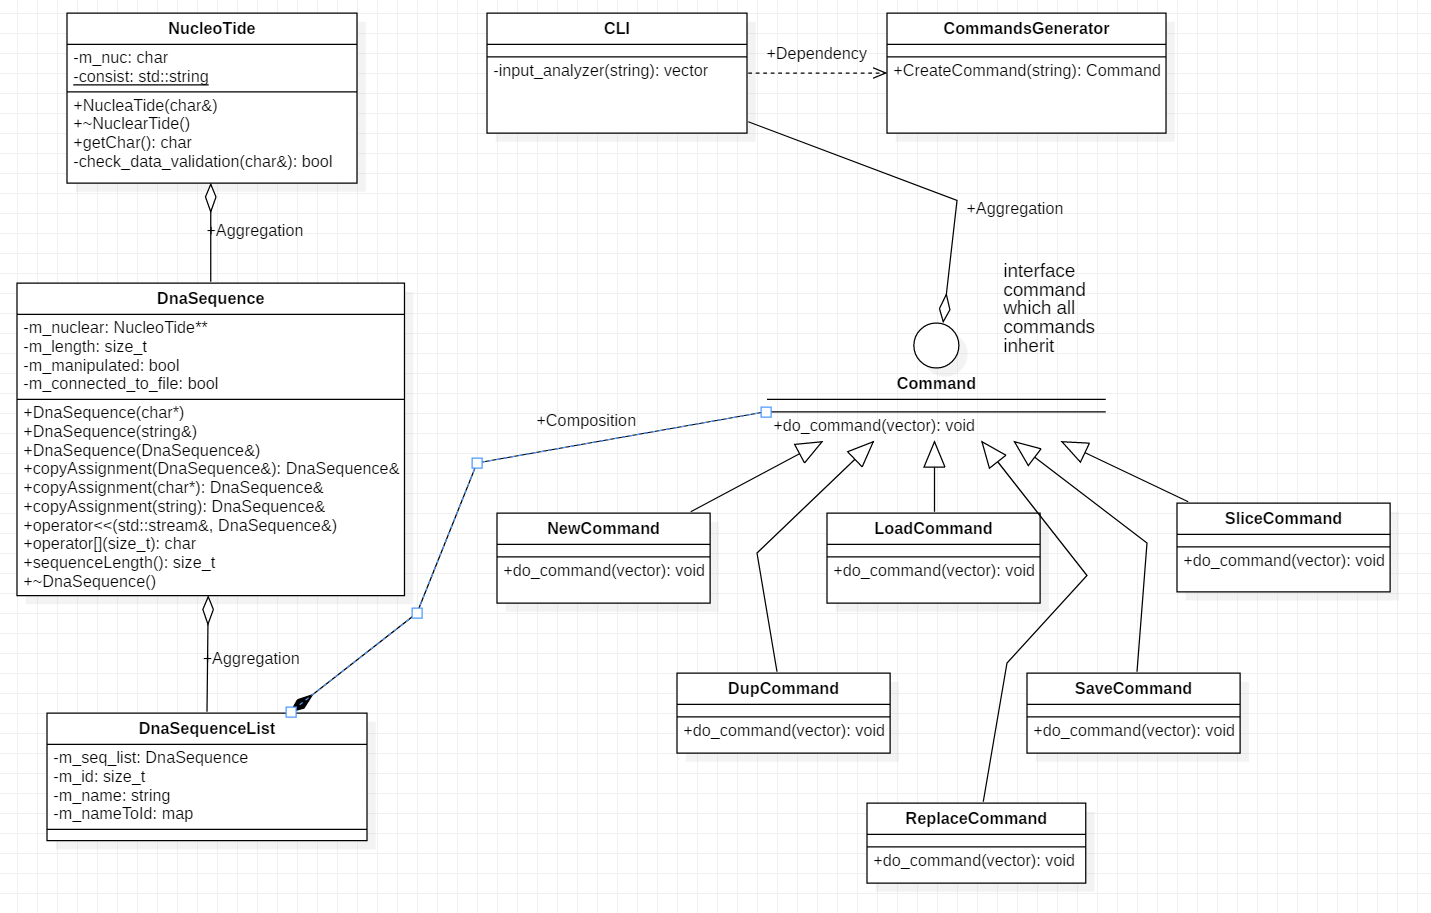 NucleoTide
-m_nuc: char
-consist: std::string
+NucleaTide(char&)
+~NuclearTide()
+getChar(): char
-check_data_validation(char&): bool
CLI
-input_analyzer(string): vector
+Dependency
CommandsGenerator
+CreateCommand(string): Command
+Aggregation
+Aggregation
interface
command
which all
commands
inherit
DnaSequence
-m_nuclear: NucleoTide**
-m_length: size_t
-m_manipulated: bool
-m_connected_to_file: bool
+DnaSequence(char*)
+DnaSequence(string&)
+DnaSequence(DnaSequence&)
+copyAssignment(DnaSequence&): DnaSequence&
+copyAssignment(char*): DnaSequence&
+copyAssignment(string): DnaSequence&
+operator<<(std::stream&, DnaSequence&)
+operator[](size_t): char
+sequenceLength(): size_t
+~DnaSequence()
Command
+do_command(vector): void
+Composition
NewCommand
+do_command(vector): void
LoadCommand
+do_command(vector): void
SliceCommand
+do_command(vector): void
+Aggregation
DupCommand
+do_command(vector): void
SaveCommand
+do_command(vector): void
DnaSequenceList
-m_seq_list: DnaSequence
-m_id: size_t
-m_name: string
-m_nameToId: map
ReplaceCommand
+do_command(vector): void